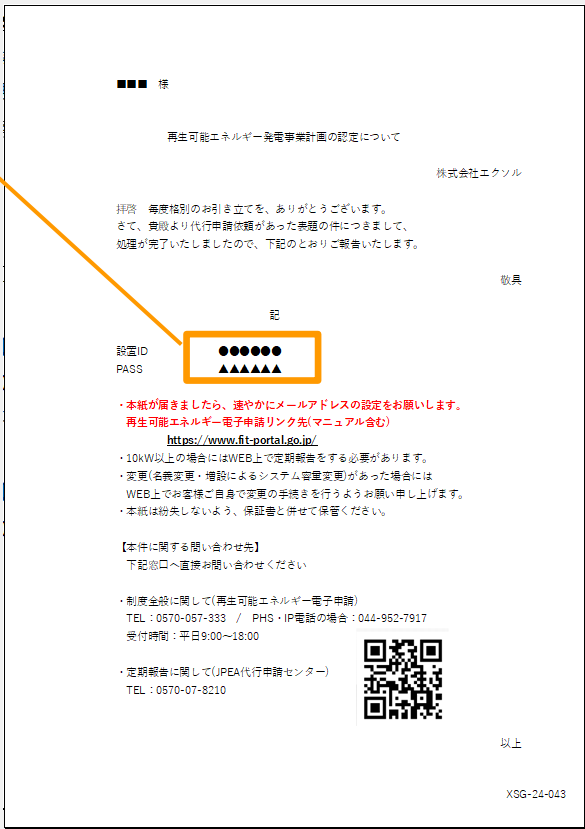 ■■■　様
再生可能エネルギー発電事業計画の認定について
株式会社エクソル
拝啓　毎度格別のお引き立てを、ありがとうございます。
さて、貴殿より代行申請依頼があった表題の件につきまして、
処理が完了いたしましたので、下記のとおりご報告いたします。
敬具
記
設置ID　●●●●●●
PASS　▲▲▲▲▲▲
・本紙が届きましたら、速やかにメールアドレスの設定をお願いします。
再生可能エネルギー電子申請リンク先(マニュアル含む)
https://www.fit-portal.go.jp/
・10kW以上の場合にはWEB上で定期報告をする必要があります。
・変更(名義変更・増設によるシステム容量変更)があった場合には
WEB上でお客様ご自身で変更の手続きを行うようお願い申し上げます。
・本紙は紛失しないよう、保証書と併せて保管ください。
【本件に関する問い合わせ先】
下記窓口へ直接お問い合わせください
・制度全般に関して(再生可能エネルギー電子申請)
TEL：0570-057-333　/　PHS・IP電話の場合：044-952-7917
受付時間：平日9:00～18:00
・定期報告に関して(JPEA代行申請センター)
TEL：0570-07-8210
以上
XSG-24-043